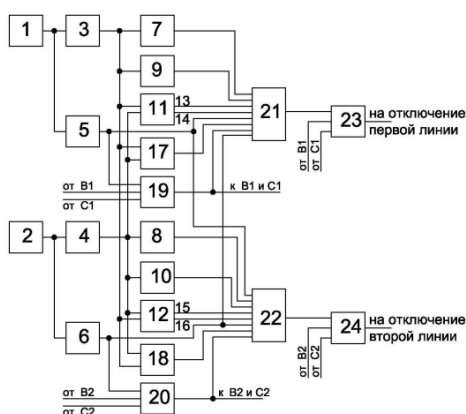 1
3
7
9
11
13
14
5
17
19
от В1
от С1
к В1 и С1
21
23
на отключение
первой линии
от В1
от С1
2
4
8
10
12
15
16
6
18
20
от В2
от С2
к В2 и С2
22
24
на отключение
второй линии
от В2
от С2